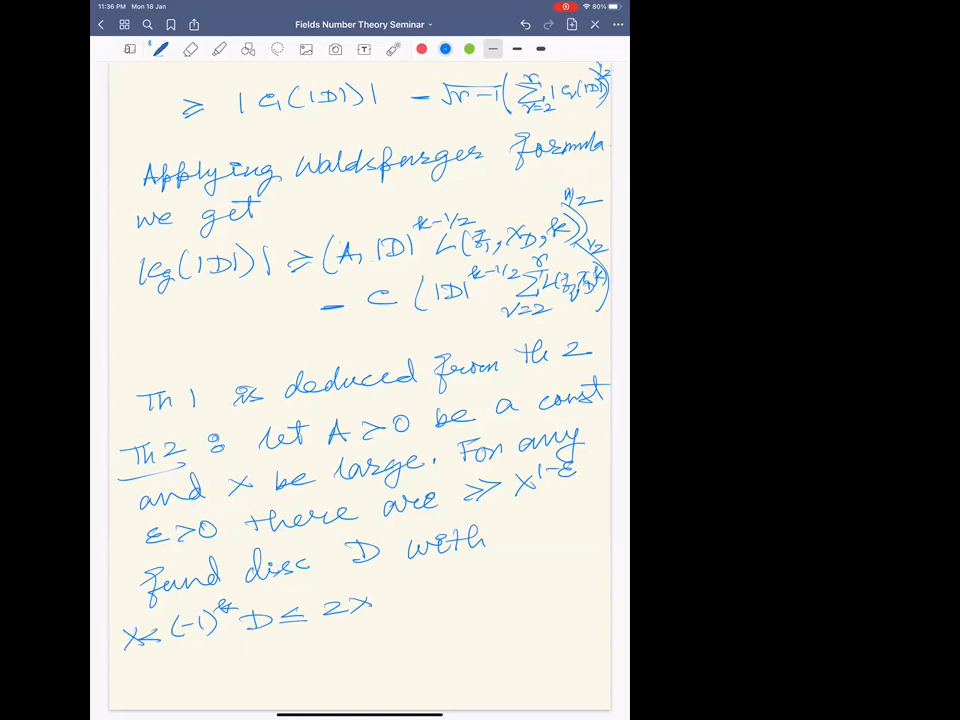 11:36 PM Mon 18 Jan
80%
Fields Number Theory Seminar
≥ | c₁(|D|) | − √(r−1) ( Σ_{ν=2}^{r} | c_ν(|D|) )^{1/2}
Applying Waldspurger formula
we get
|c_g(|D|)| ≥ (A₁ |D|^{k−1/2} L(f₁, χ_D, k))^{1/2}
− C ( |D|^{k−1/2} Σ_{ν=2}^{r} L(f_ν, χ_D, k) )^{1/2}
Th 1 is deduced from Th 2
Th 2 : let A > 0 be a const
and x be large. For any
ε > 0 there are ≫ x^{1−ε}
fund disc D with
x < (−1)^k D ≤ 2x